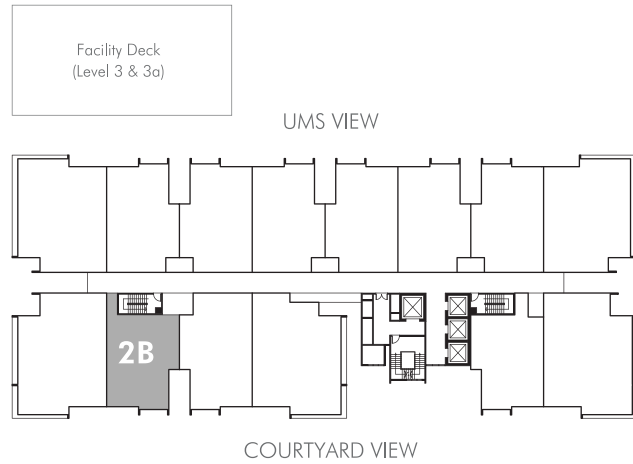 Facility Deck
(Level 3 & 3a)
UMS VIEW
2B
COURTYARD VIEW